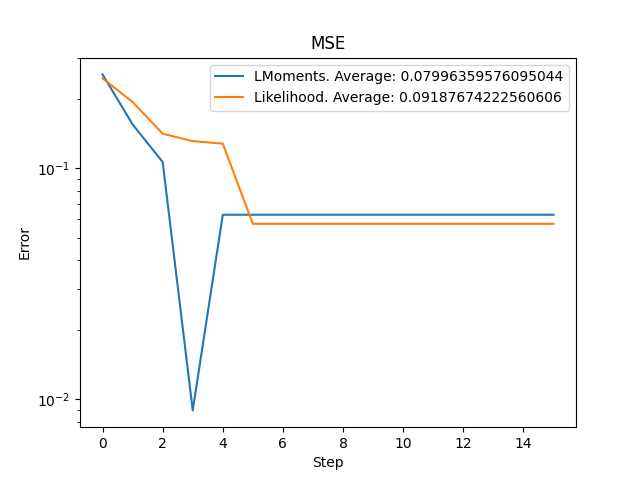 MSE
LMoments. Average: 0.07996359576095044
Likelihood. Average: 0.09187674222560606
10⁻¹
Error
10⁻²
0 2 4 6 8 10 12 14
Step